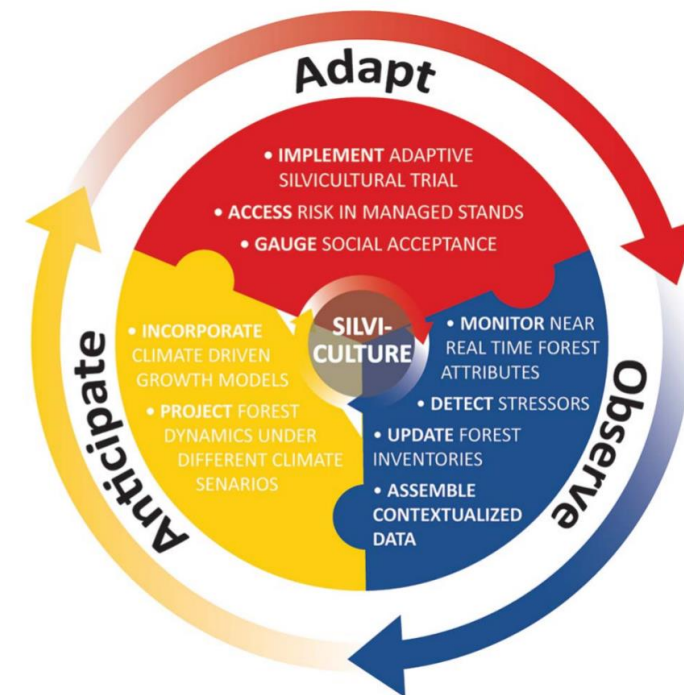 Adapt
• IMPLEMENT ADAPTIVE
SILVICULTURAL TRIAL
• ACCESS RISK IN MANAGED STANDS
• GAUGE SOCIAL ACCEPTANCE
SILVI-
CULTURE
Observe
• MONITOR NEAR
REAL TIME FOREST
ATTRIBUTES
• DETECT STRESSORS
• UPDATE FOREST
INVENTORIES
• ASSEMBLE
CONTEXTUALIZED
DATA
Anticipate
• INCORPORATE
CLIMATE DRIVEN
GROWTH MODELS
• PROJECT FOREST
DYNAMICS UNDER
DIFFERENT CLIMATE
SENARIOS